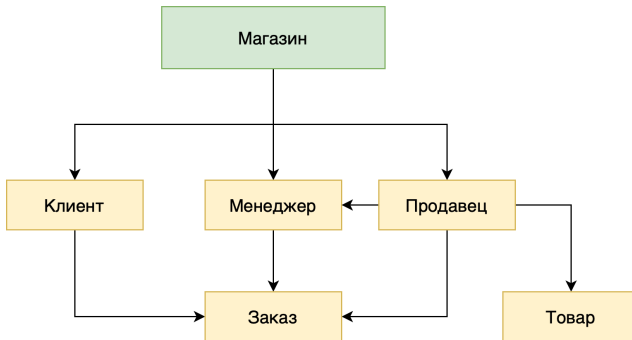 Магазин
Клиент
Менеджер
Продавец
Заказ
Товар